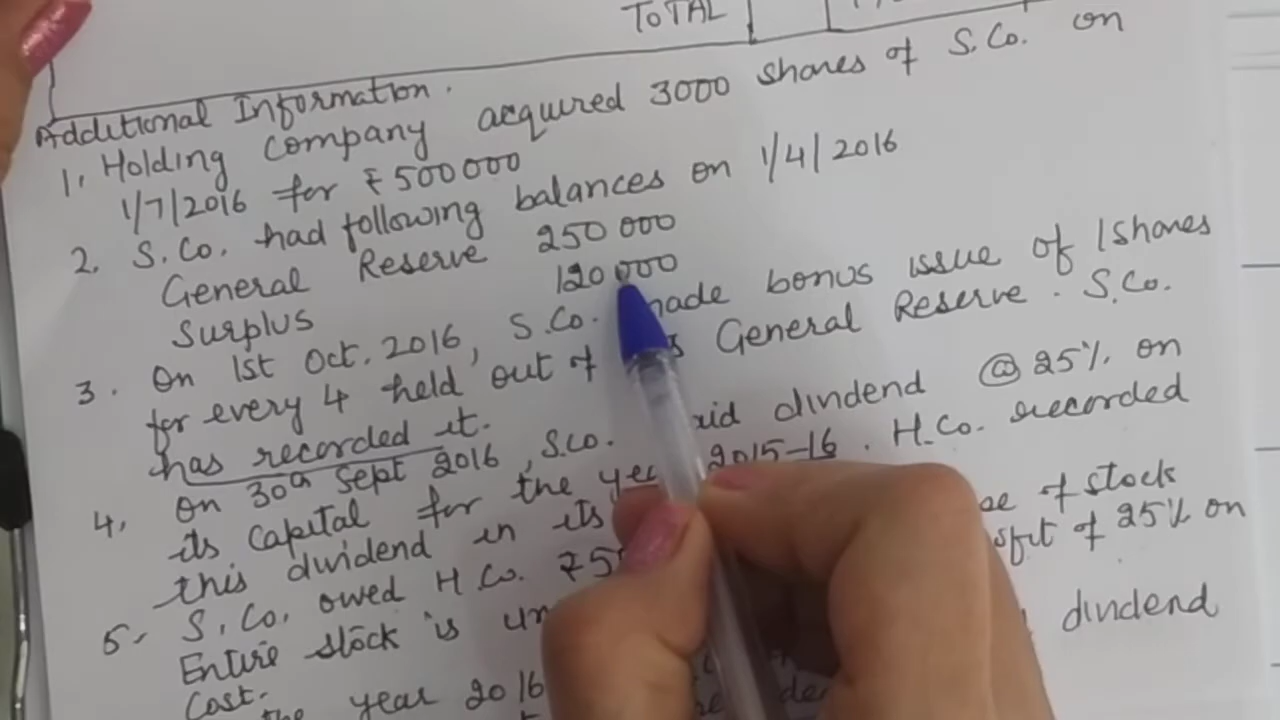 TOTAL
Additional Information.
1. Holding company acquired 3000 shares of S.Co. on
1/7/2016 for ₹500000
2. S.Co. had following balances on 1/4/2016
General Reserve 250000
Surplus 120000
3. On 1st Oct. 2016, S.Co. made bonus issue of 1 shares
for every 4 held out of General Reserve. S.Co.
has recorded it.
4. On 30th Sept 2016, S.Co. dividend @ 25% on
its capital for the year 2015-16. H.Co. recorded
this dividend in its
5. S.Co. owed H.Co. ₹ of stock
Entire stock is of 25% on
cost.
year 2016 dividend